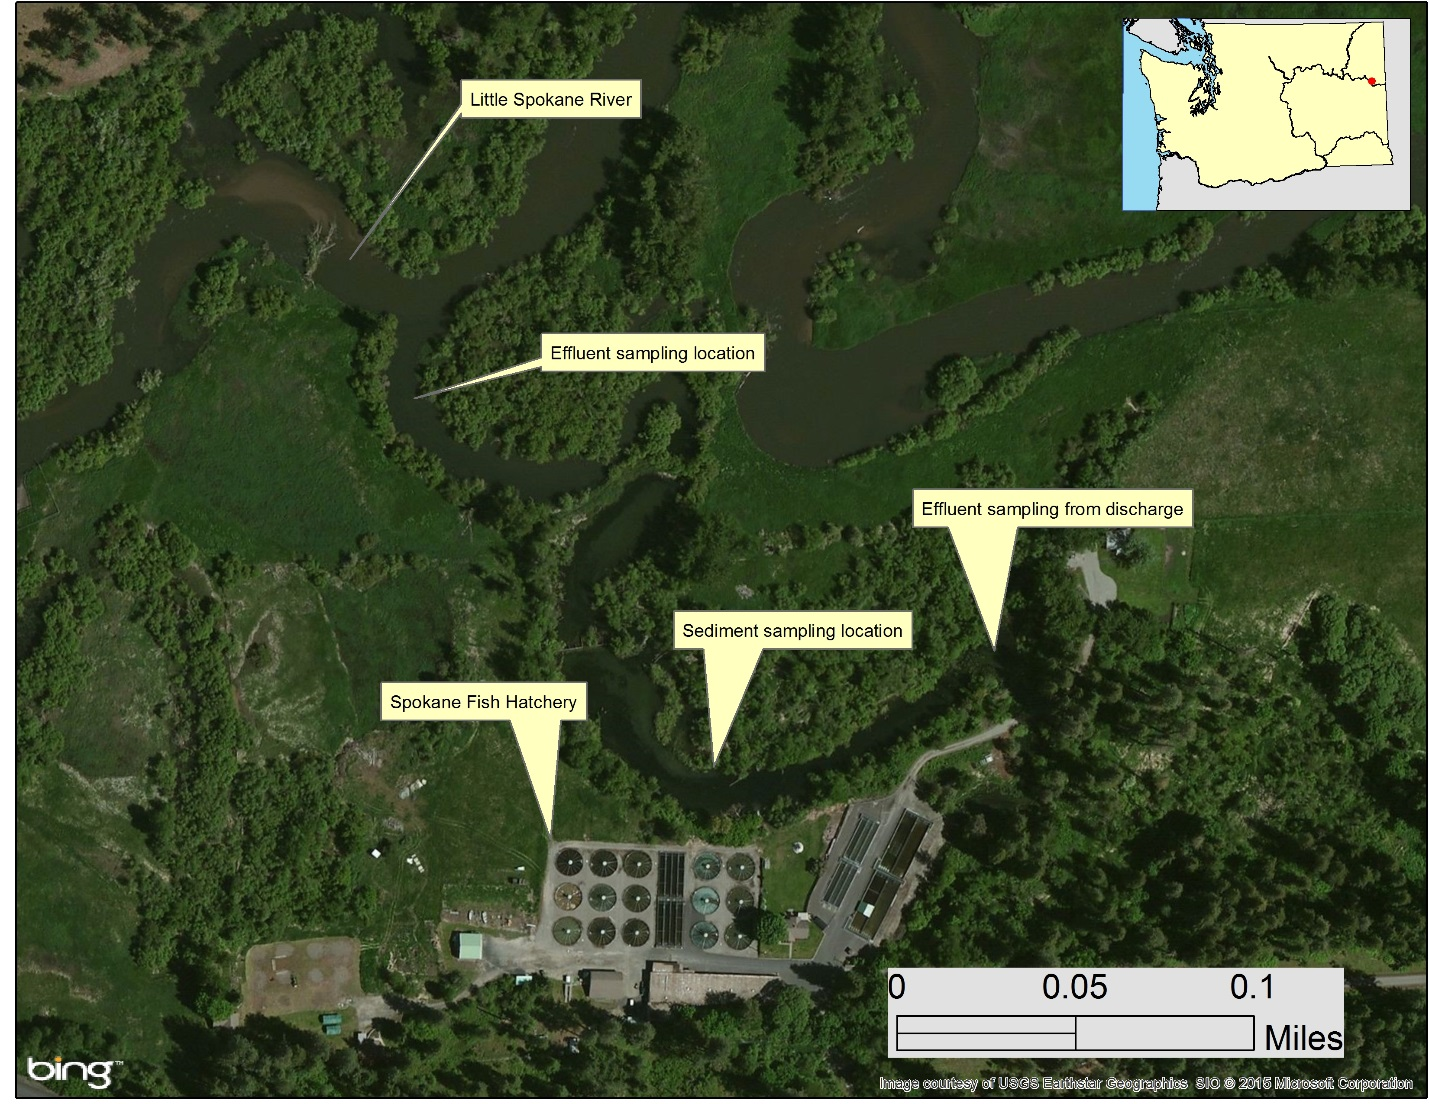 Little Spokane River
Effluent sampling location
Effluent sampling from discharge
Sediment sampling location
Spokane Fish Hatchery
0 0.05 0.1
Miles
bing™
Image courtesy of USGS Earthstar Geographics SIO © 2015 Microsoft Corporation